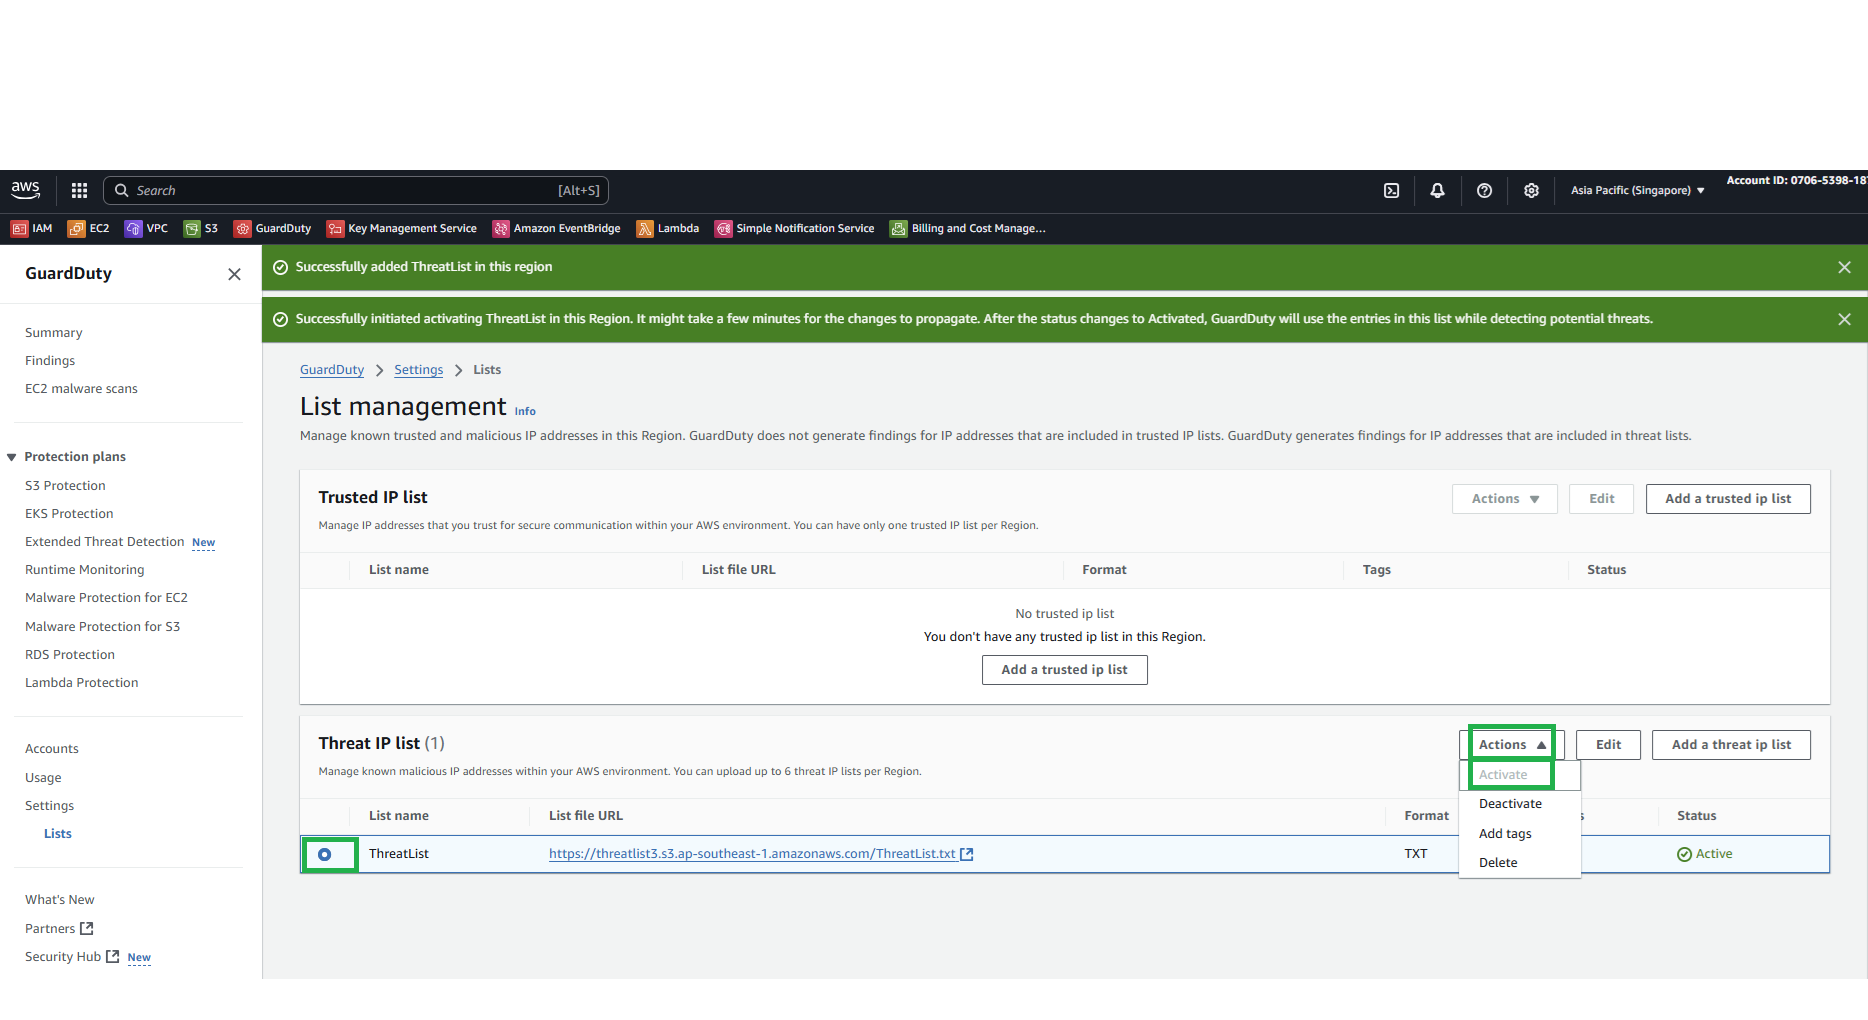 aws
Search [Alt+S]
Asia Pacific (Singapore)
Account ID: 0706-5398-18
IAM EC2 VPC S3 GuardDuty Key Management Service Amazon EventBridge Lambda Simple Notification Service Billing and Cost Manage...
GuardDuty
Summary
Findings
EC2 malware scans
Protection plans
S3 Protection
EKS Protection
Extended Threat Detection New
Runtime Monitoring
Malware Protection for EC2
Malware Protection for S3
RDS Protection
Lambda Protection
Accounts
Usage
Settings
Lists
What's New
Partners
Security Hub New
Successfully added ThreatList in this region
Successfully initiated activating ThreatList in this Region. It might take a few minutes for the changes to propagate. After the status changes to Activated, GuardDuty will use the entries in this list while detecting potential threats.
GuardDuty Settings Lists
List management Info
Manage known trusted and malicious IP addresses in this Region. GuardDuty does not generate findings for IP addresses that are included in trusted IP lists. GuardDuty generates findings for IP addresses that are included in threat lists.
Trusted IP list
Actions Edit Add a trusted ip list
Manage IP addresses that you trust for secure communication within your AWS environment. You can have only one trusted IP list per Region.
List name List file URL Format Tags Status
No trusted ip list
You don't have any trusted ip list in this Region.
Add a trusted ip list
Threat IP list (1)
Actions Edit Add a threat ip list
Manage known malicious IP addresses within your AWS environment. You can upload up to 6 threat IP lists per Region.
Activate
Deactivate
Add tags
Delete
List name List file URL Format s Status
ThreatList https://threatlist3.s3.ap-southeast-1.amazonaws.com/ThreatList.txt TXT Active